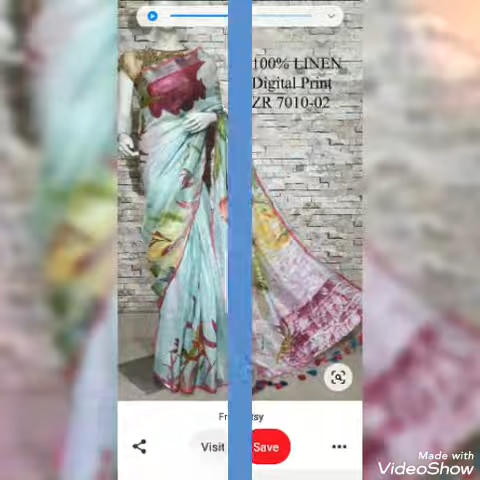 100% LINEN
Digital Print
ZR 7010-02
Visit
Save
Made with
VideoShow